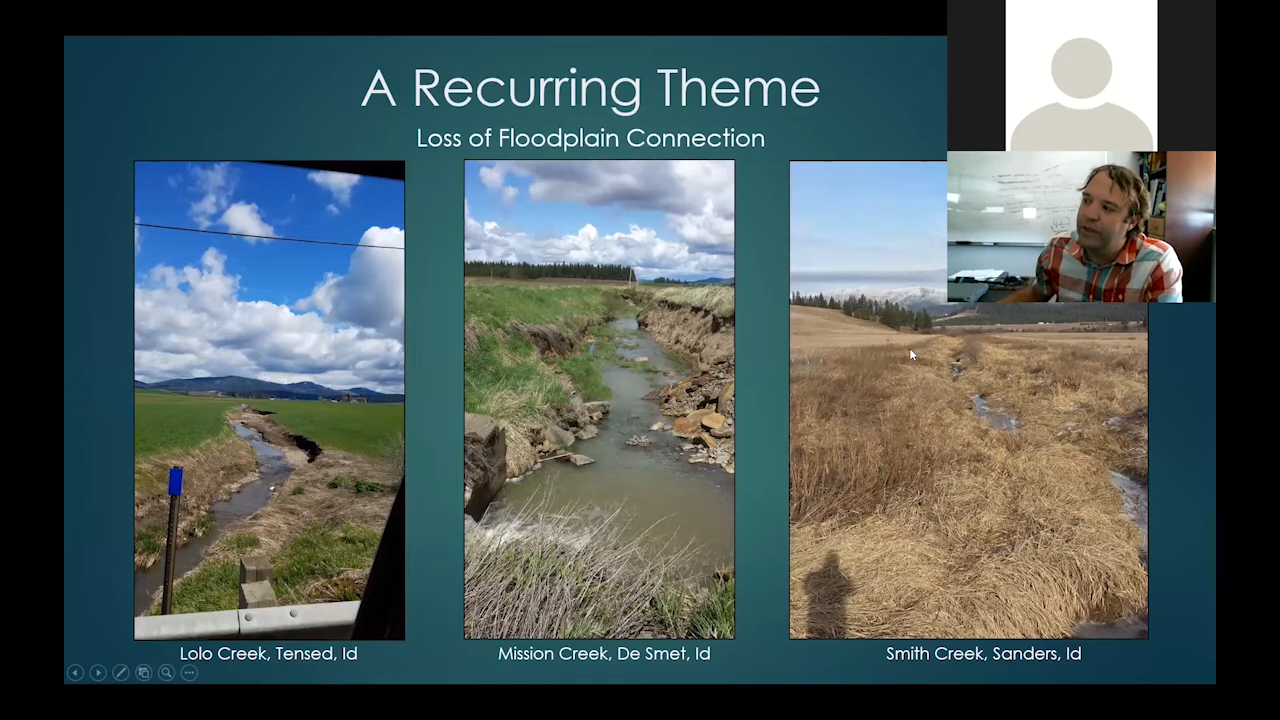 A Recurring Theme
Loss of Floodplain Connection
Lolo Creek, Tensed, Id
Mission Creek, De Smet, Id
Smith Creek, Sanders, Id